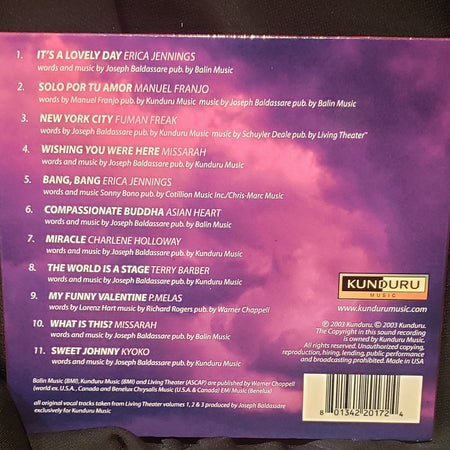 1. IT'S A LOVELY DAY ERICA JENNINGS
words and music by Joseph Baldassare pub. by Balin Music
2. SOLO POR TU AMOR MANUEL FRANJO
words by Manuel Franjo pub. by Kunduru Music music by Joseph Baldassare pub. by Balin Music
3. NEW YORK CITY FUMAN FREAK
words by Joseph Baldassare pub. by Kunduru Music music by Schuyler Deale pub. by Living Theater™
4. WISHING YOU WERE HERE MISSARAH
words and music by Joseph Baldassare pub. by Kunduru Music
5. BANG, BANG ERICA JENNINGS
words and music Sonny Bono pub. by Cotillion Music Inc./Chris-Marc Music
6. COMPASSIONATE BUDDHA ASIAN HEART
words and music by Joseph Baldassare pub. by Balin Music
7. MIRACLE CHARLENE HOLLOWAY
words and music by Joseph Baldassare pub. by Kunduru Music
8. THE WORLD IS A STAGE TERRY BARBER
words and music by Joseph Baldassare pub. by Kunduru Music
9. MY FUNNY VALENTINE P.MELAS
words by Lorenz Hart music by Richard Rogers pub. by Warner Chappell
10. WHAT IS THIS? MISSARAH
words and music by Joseph Baldassare pub. by Balin Music
11. SWEET JOHNNY KYOKO
words and music by Joseph Baldassare pub. by Kunduru Music
Balin Music (BMI), Kunduru Music (BMI) and Living Theater (ASCAP) are published by Warner Chappell
(world ex. U.S.A., Canada and Benelux Chrysalis Music (U.S.A. & Canada) EMI Music (Benelux)
all original vocal tracks taken from Living Theater volumes 1, 2 & 3 produced by Joseph Baldassare
exclusively for Kunduru Music
KUNDURU
MUSIC
www.kundurumusic.com
℗ 2003 Kunduru. © 2003 Kunduru.
The Copyright in this sound recording
is owned by Kunduru Music.
All rights reserved. Unauthorized copying,
reproduction, hiring, lending, public performance
and broadcasting prohibited. Made in USA
8 01342 20172 4